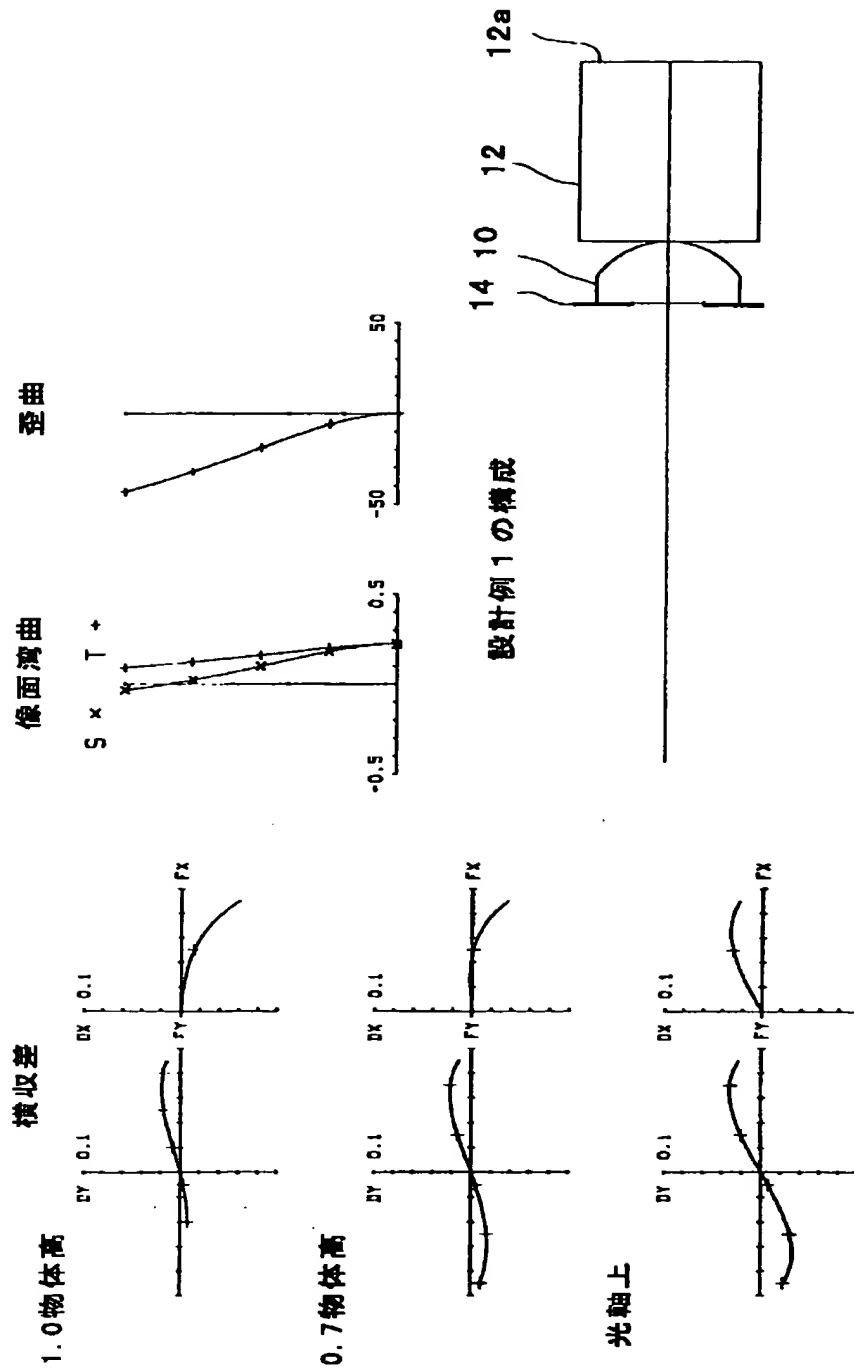 横収差
1.0物体高
DY 0.1
FY
DX 0.1
FX
0.7物体高
DY 0.1
FY
DX 0.1
FX
光軸上
DY 0.1
FY
DX 0.1
FX
像面湾曲
S × T +
-0.5 0.5
歪曲
-50 50
設計例1の構成
14 10 12 12a